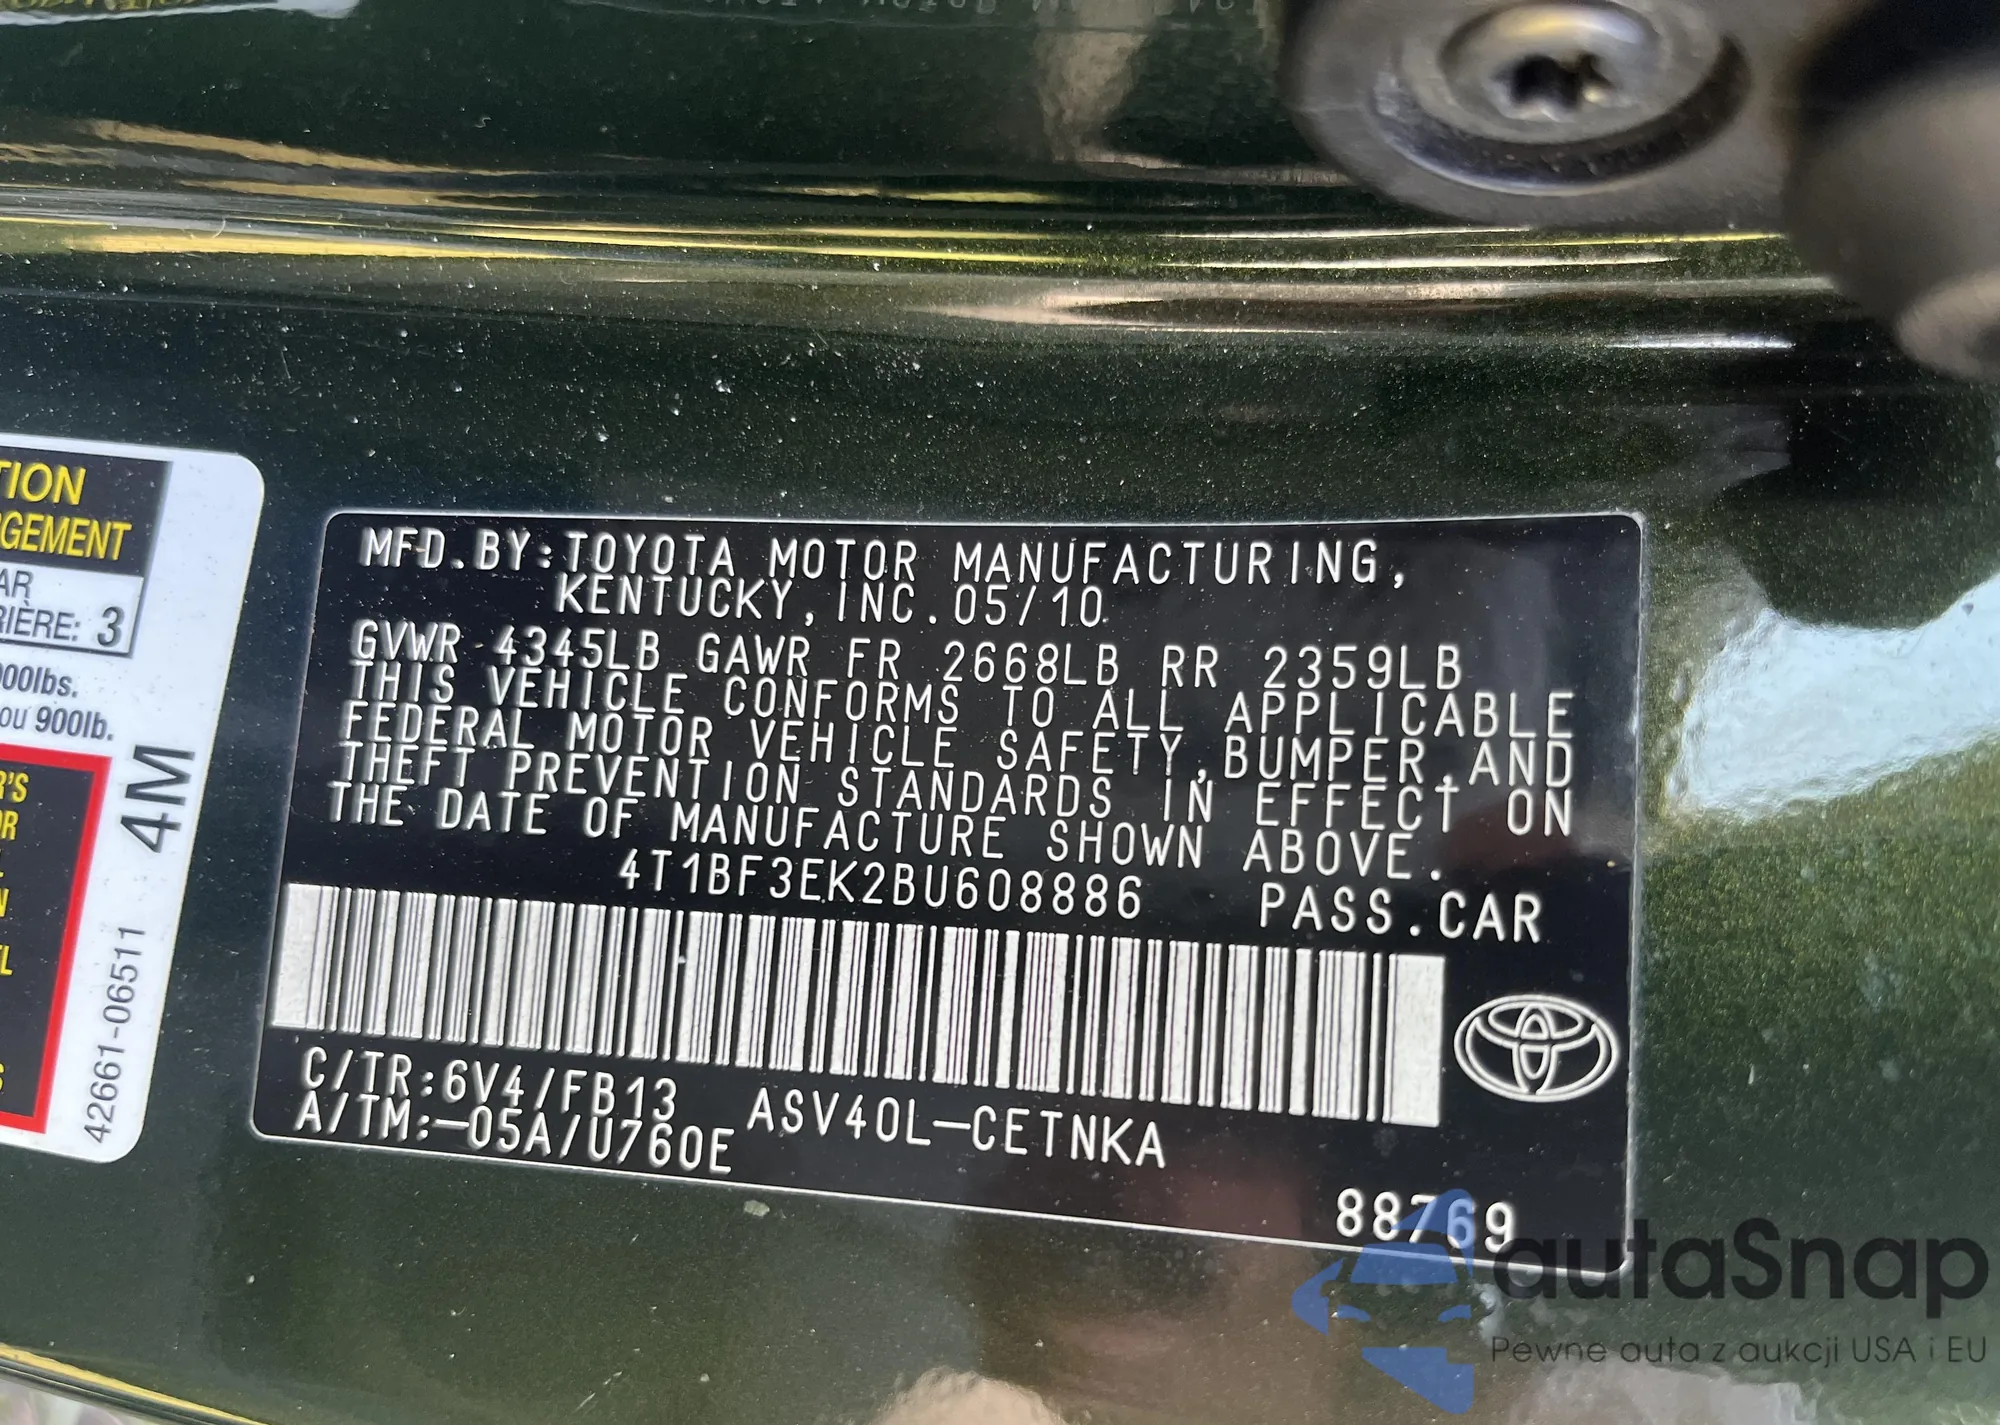 TION
GEMENT
AR
RIÈRE: 3
000lbs.
ou 900lb.
R'S
OR
4M
42661-06511
MFD.BY:TOYOTA MOTOR MANUFACTURING,
KENTUCKY,INC.05/10
GVWR 4345LB GAWR FR 2668LB RR 2359LB
THIS VEHICLE CONFORMS TO ALL APPLICABLE
FEDERAL MOTOR VEHICLE SAFETY,BUMPER,AND
THEFT PREVENTION STANDARDS IN EFFECT ON
THE DATE OF MANUFACTURE SHOWN ABOVE.
4T1BF3EK2BU608886 PASS.CAR
C/TR:6V4/FB13 ASV40L-CETNKA
A/TM:-05A/U760E
88769
autaSnap
Pewne auta z aukcji USA i EU